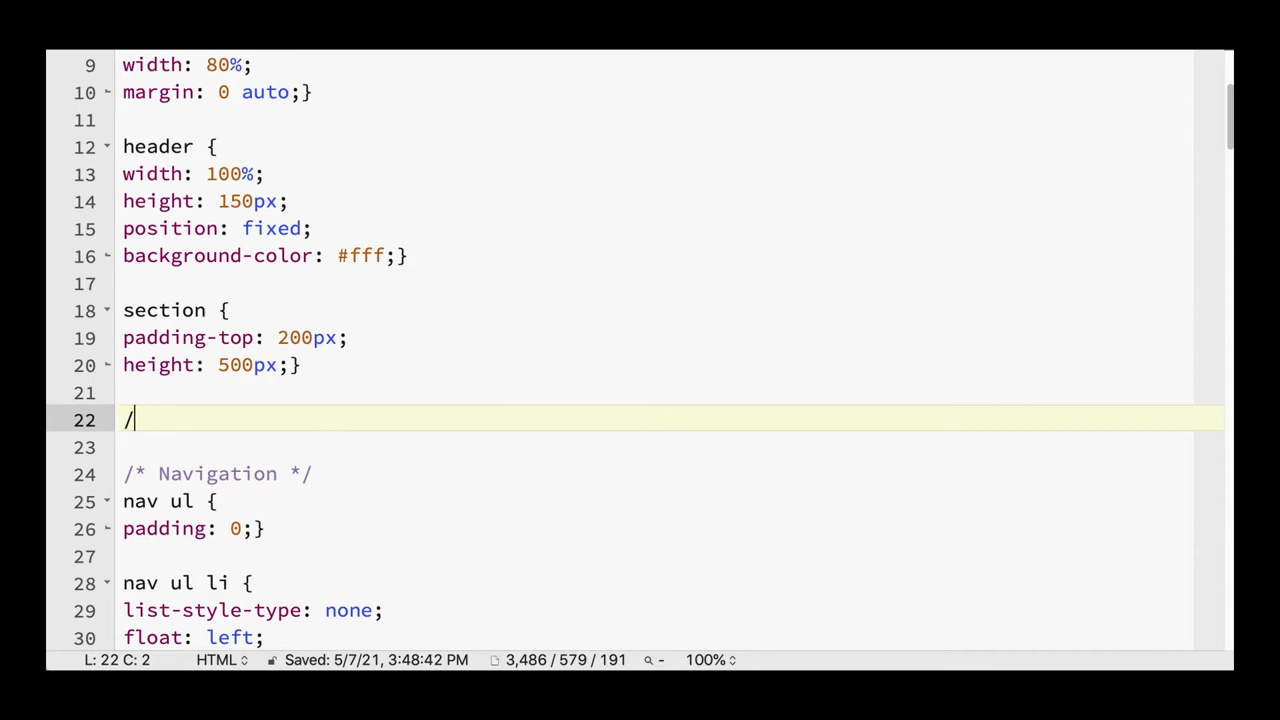 9 width: 80%;
10 margin: 0 auto;}
11
12 header {
13 width: 100%;
14 height: 150px;
15 position: fixed;
16 background-color: #fff;}
17
18 section {
19 padding-top: 200px;
20 height: 500px;}
21
22 /
23
24 /* Navigation */
25 nav ul {
26 padding: 0;}
27
28 nav ul li {
29 list-style-type: none;
30 float: left;
L: 22 C: 2 HTML Saved: 5/7/21, 3:48:42 PM 3,486 / 579 / 191 - 100%